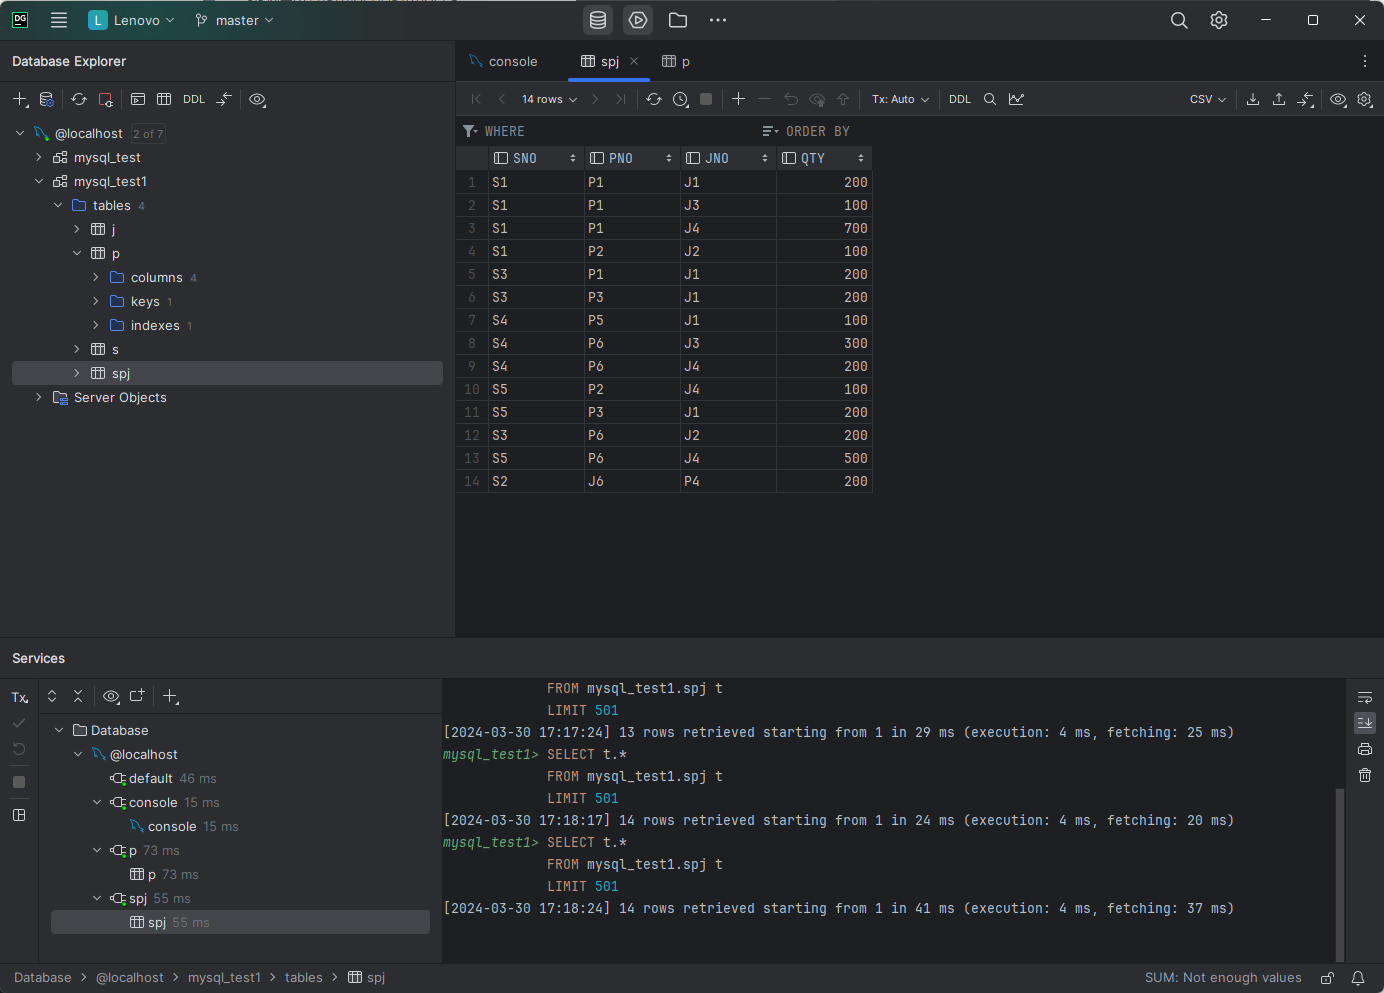 DG L Lenovo master
Database Explorer
console spj p
DDL
14 rows Tx: Auto DDL CSV
WHERE ORDER BY
@localhost 2 of 7
mysql_test
mysql_test1
tables 4
j
p
columns 4
keys 1
indexes 1
s
spj
Server Objects
SNO PNO JNO QTY
1 S1 P1 J1 200
2 S1 P1 J3 100
3 S1 P1 J4 700
4 S1 P2 J2 100
5 S3 P1 J1 200
6 S3 P3 J1 200
7 S4 P5 J1 100
8 S4 P6 J3 300
9 S4 P6 J4 200
10 S5 P2 J4 100
11 S5 P3 J1 200
12 S3 P6 J2 200
13 S5 P6 J4 500
14 S2 J6 P4 200
Services
Tx
Database
@localhost
default 46 ms
console 15 ms
console 15 ms
p 73 ms
p 73 ms
spj 55 ms
spj 55 ms
FROM mysql_test1.spj t
LIMIT 501
[2024-03-30 17:17:24] 13 rows retrieved starting from 1 in 29 ms (execution: 4 ms, fetching: 25 ms)
mysql_test1> SELECT t.*
FROM mysql_test1.spj t
LIMIT 501
[2024-03-30 17:18:17] 14 rows retrieved starting from 1 in 24 ms (execution: 4 ms, fetching: 20 ms)
mysql_test1> SELECT t.*
FROM mysql_test1.spj t
LIMIT 501
[2024-03-30 17:18:24] 14 rows retrieved starting from 1 in 41 ms (execution: 4 ms, fetching: 37 ms)
Database > @localhost > mysql_test1 > tables > spj
SUM: Not enough values